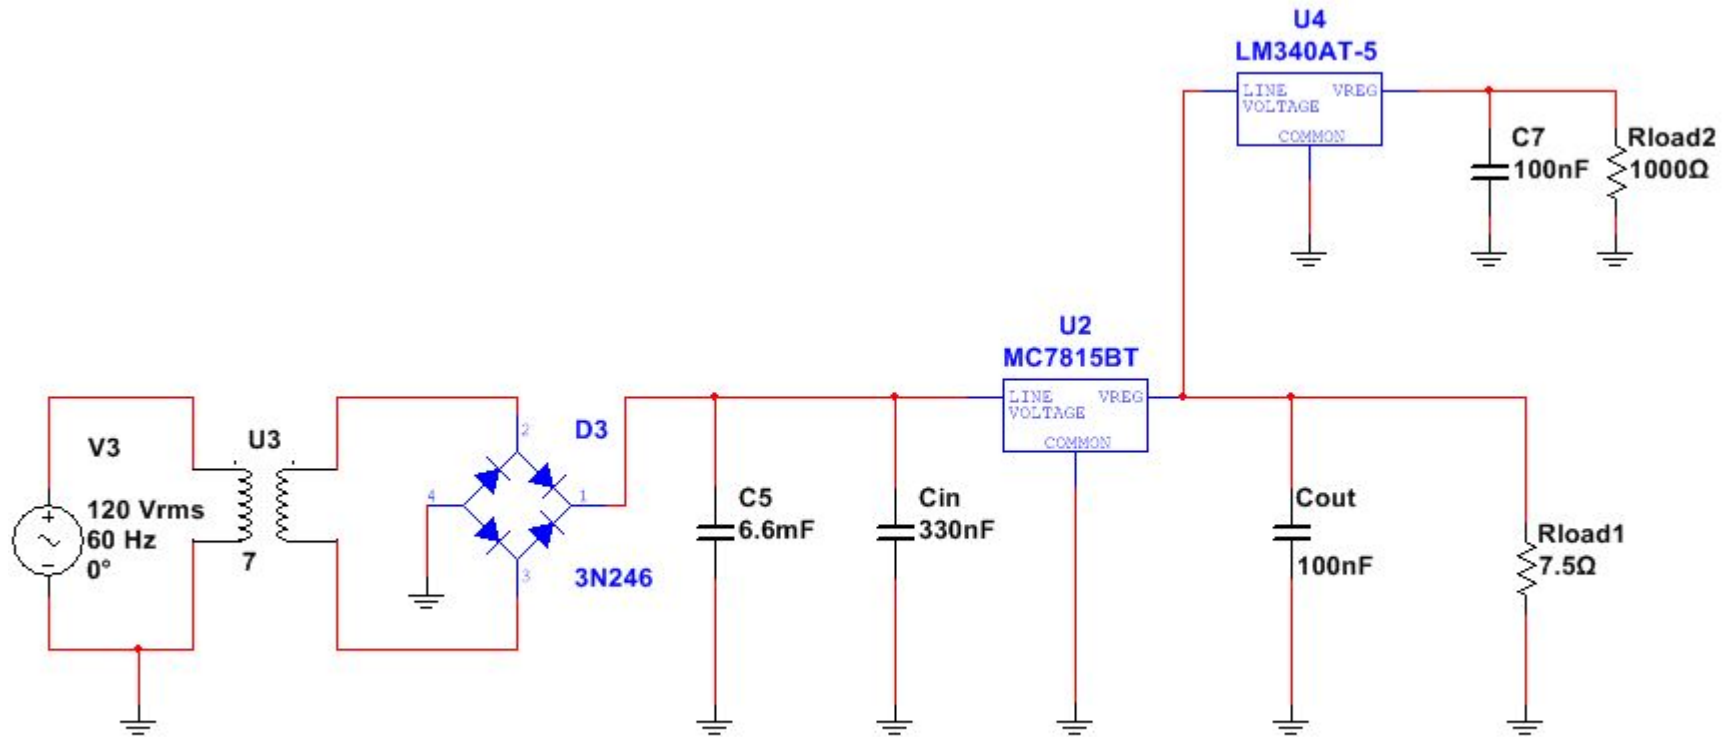 U4
LM340AT-5
LINE VREG
VOLTAGE
COMMON
C7
100nF
Rload2
1000Ω
U2
MC7815BT
LINE VREG
VOLTAGE
COMMON
V3
120 Vrms
60 Hz
0°
U3
7
2
D3
4
1
3
3N246
C5
6.6mF
Cin
330nF
Cout
100nF
Rload1
7.5Ω